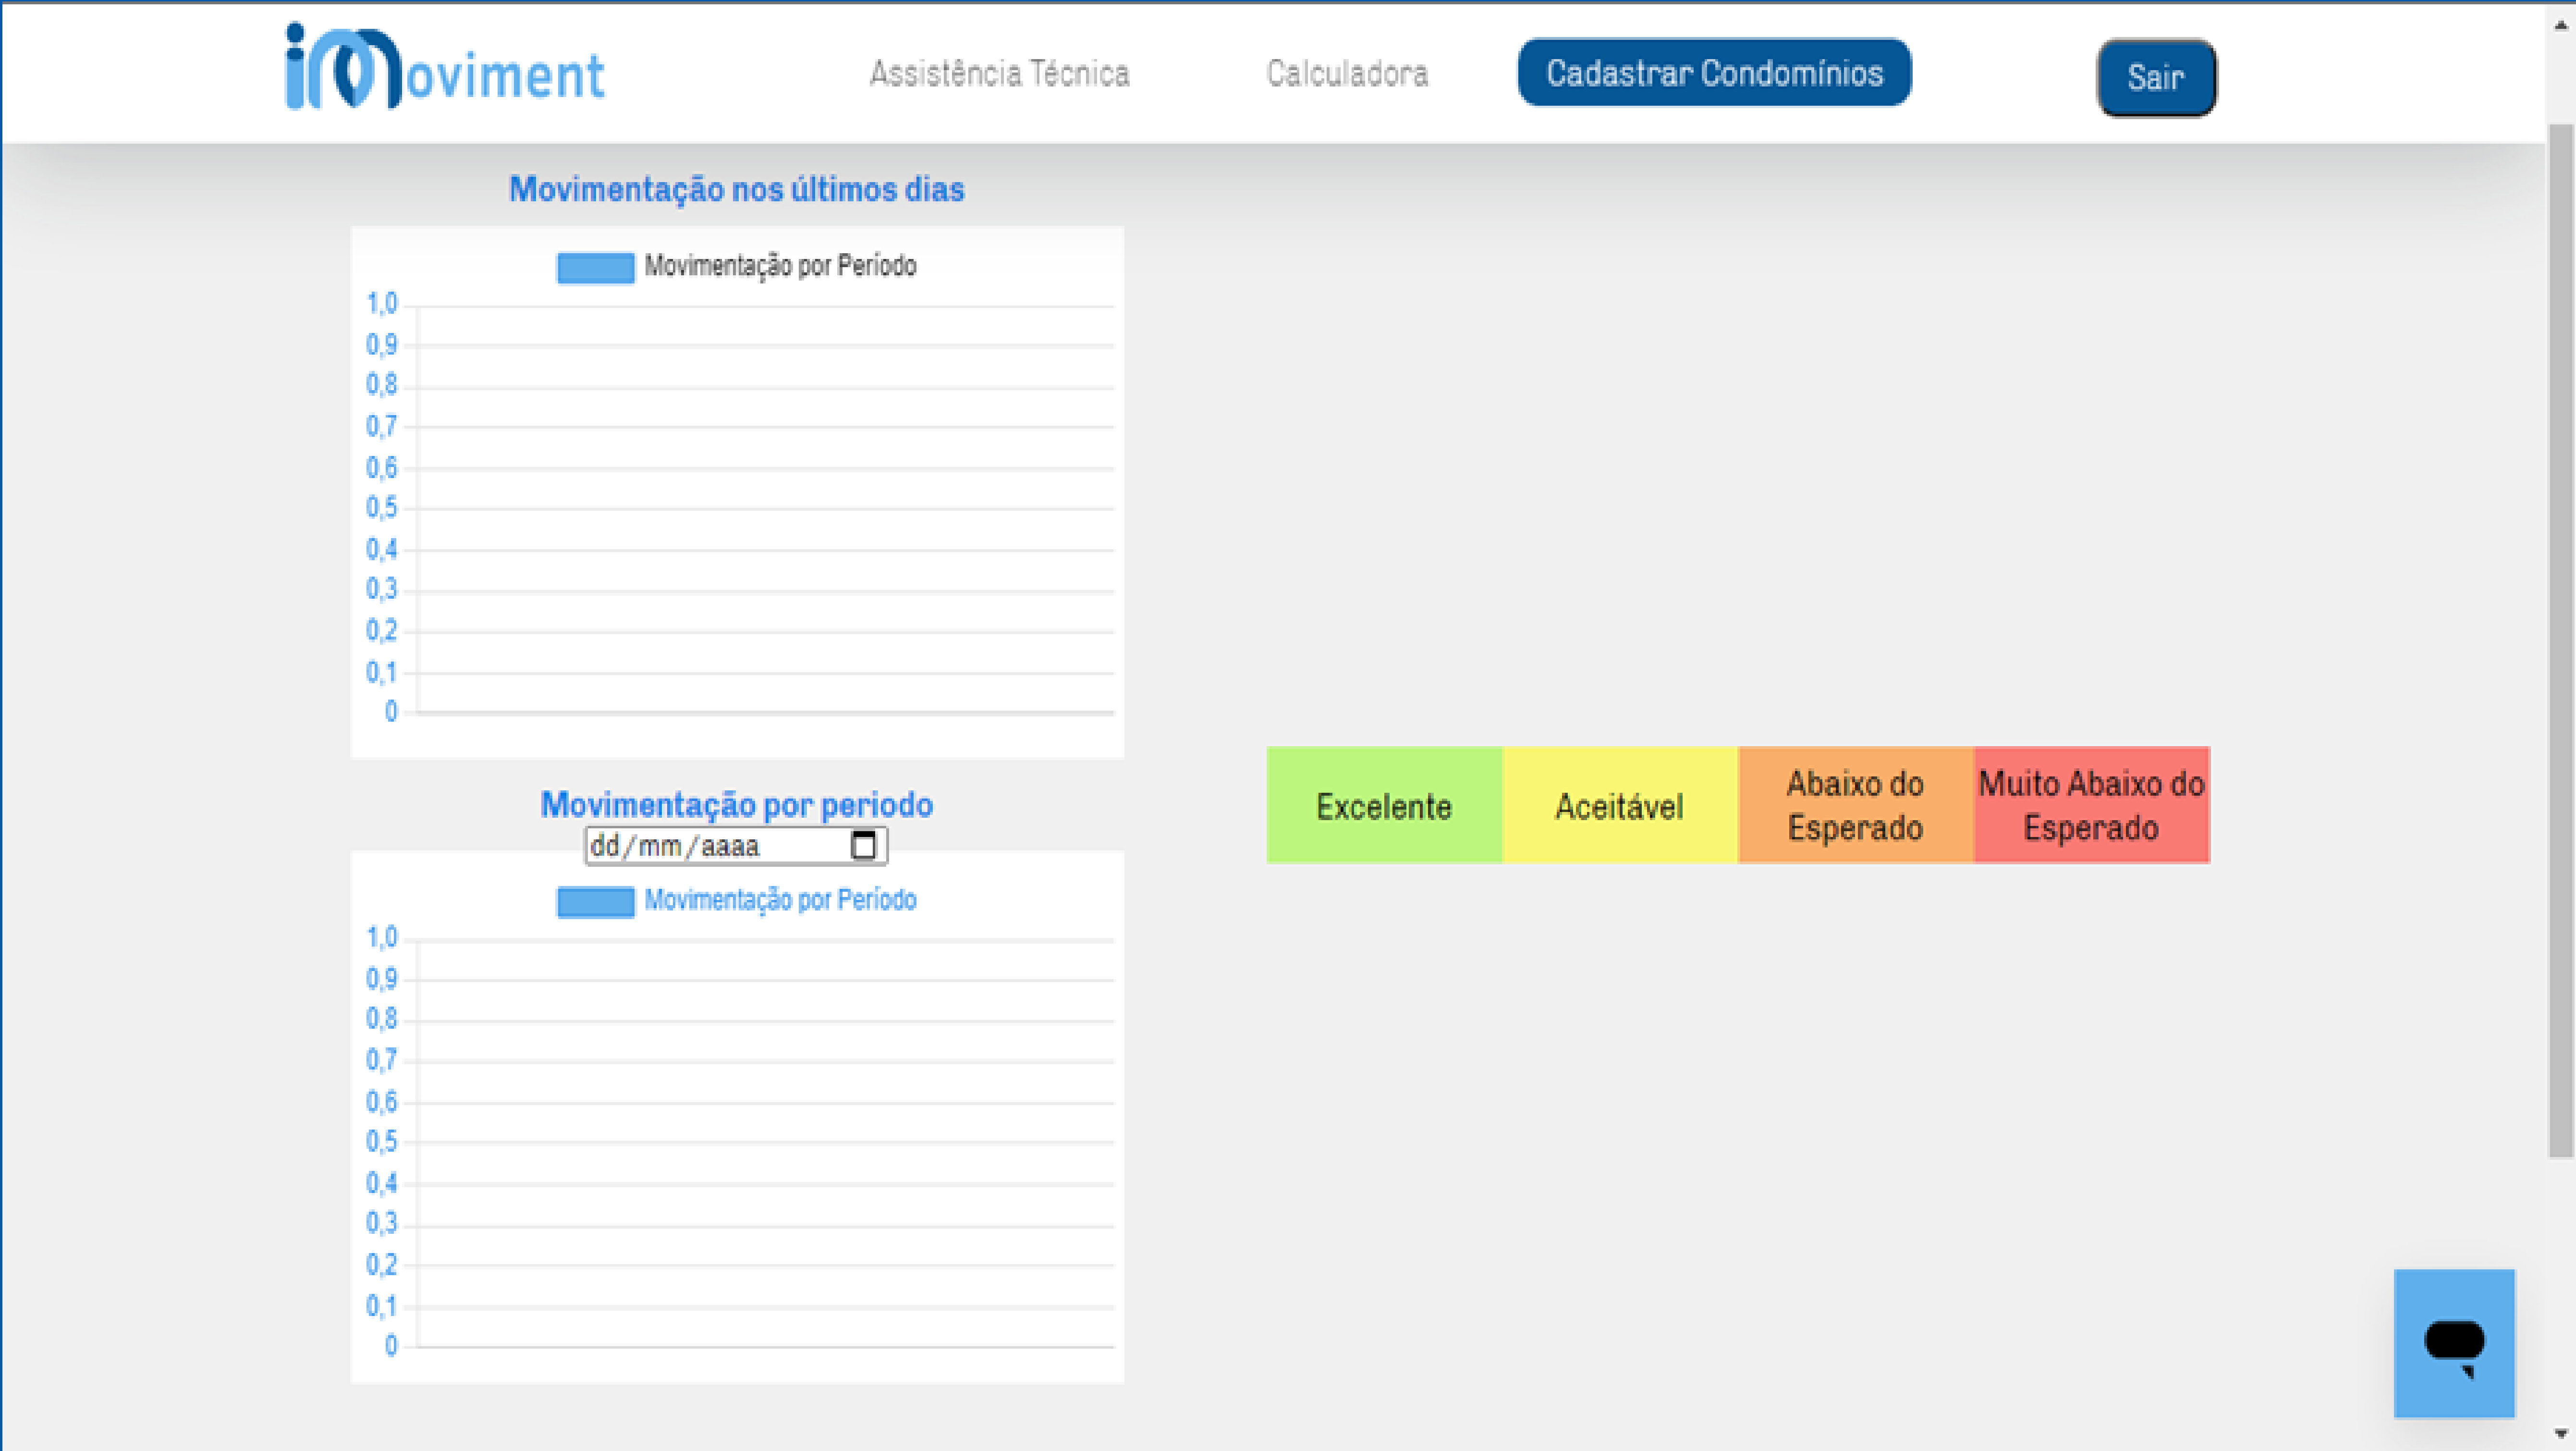 iMoviment
Assistência Técnica
Calculadora
Cadastrar Condomínios
Sair
Movimentação nos últimos dias
Movimentação por Período
1,0
0,9
0,8
0,7
0,6
0,5
0,4
0,3
0,2
0,1
0
Movimentação por periodo
dd/mm/aaaa
Movimentação por Período
1,0
0,9
0,8
0,7
0,6
0,5
0,4
0,3
0,2
0,1
0
Excelente
Aceitável
Abaixo do
Esperado
Muito Abaixo do
Esperado